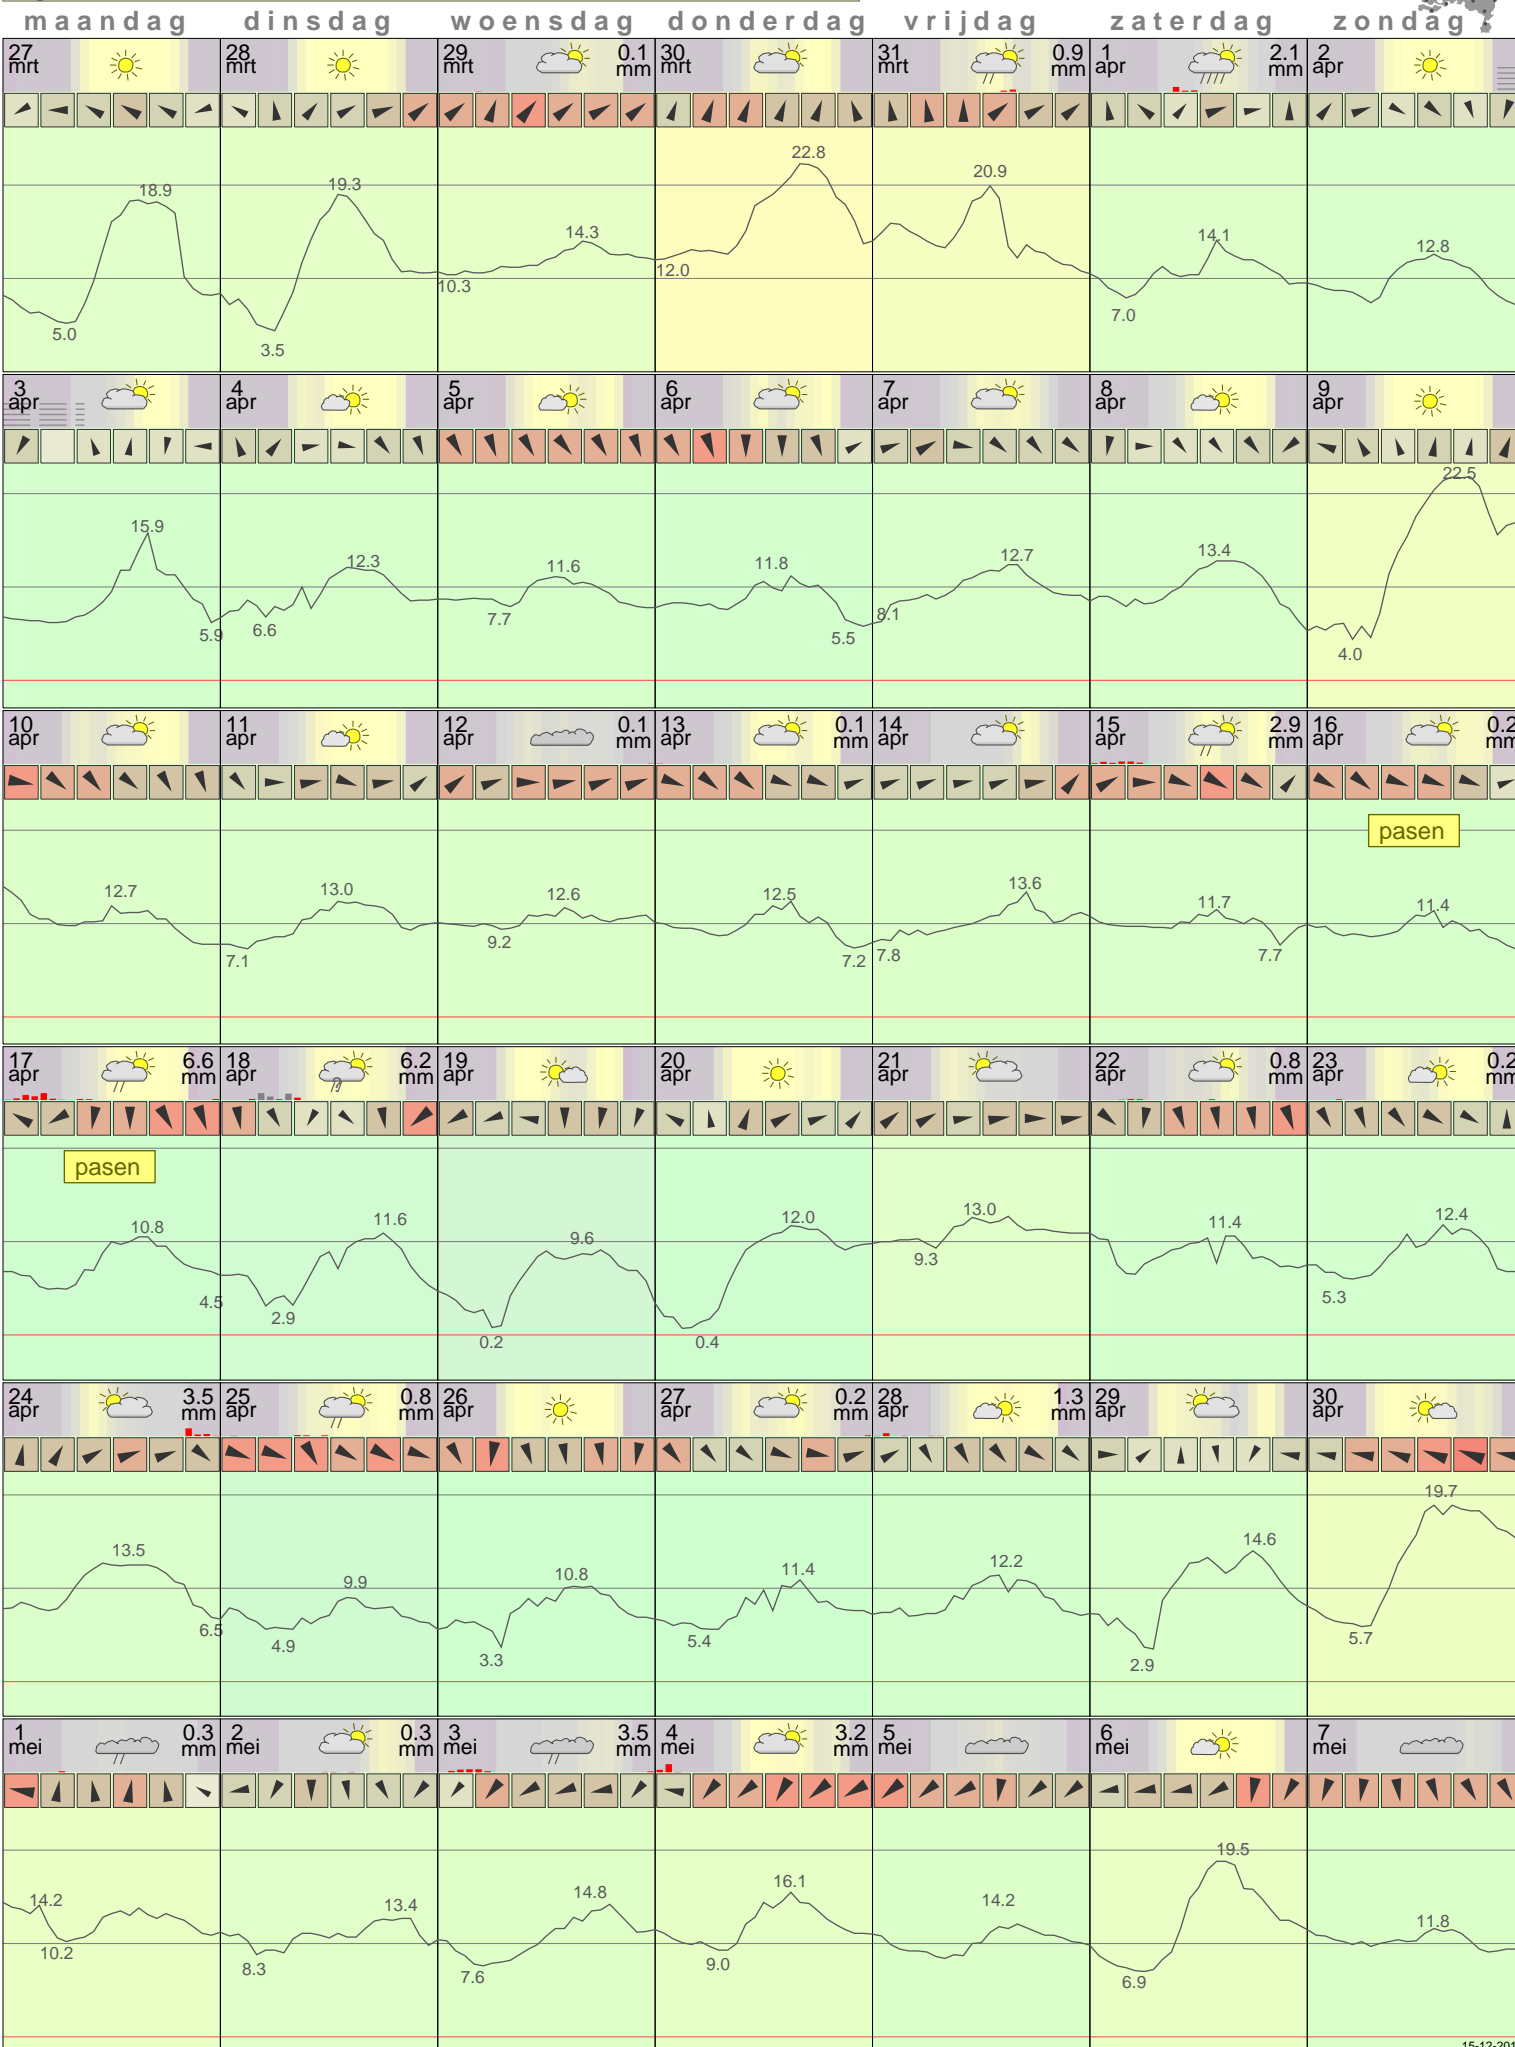 maandag dinsdag woensdag donderdag vrijdag zaterdag zondag
27 28 29 0.1 30 31 0.9 1 2.1 2
mrt mrt mrt mm mrt mrt mm apr mm apr
22.8
20.9
18.9 19.3
14.3 14.1
12.8
12.0
10.3
7.0
5.0
3.5
3 4 5 6 7 8 9
apr apr apr apr apr apr apr
22.5
15.9
13.4
12.3 11.6 11.8 12.7
8.1
7.7
5.9 6.6 5.5
4.0
10 11 12 0.1 13 0.1 14 15 2.9 16 0.2
apr apr apr mm apr mm apr apr mm apr
pasen
12.7 13.0 12.6 12.5 13.6
11.7 11.4
9.2
7.1 7.2 7.8 7.7
17 6.6 18 6.2 19 20 21 22 0.8 23 0.2
apr mm apr mm apr apr apr apr mm apr
?
pasen
10.8 11.6 9.6 12.0 13.0 11.4 12.4
9.3
4.5 2.9 5.3
0.2 0.4
24 3.5 25 0.8 26 27 0.2 28 1.3 29 30
apr mm apr mm apr apr mm apr mm apr apr
19.7
13.5 14.6
9.9 10.8 11.4 12.2
6.5 4.9 3.3 5.4 2.9 5.7
1 0.3 2 0.3 3 3.5 4 3.2 5 6 7
mei mm mei mm mei mm mei mm mei mei mei
19.5
14.2 13.4 14.8 16.1 14.2
11.8
10.2 8.3 7.6 9.0 6.9